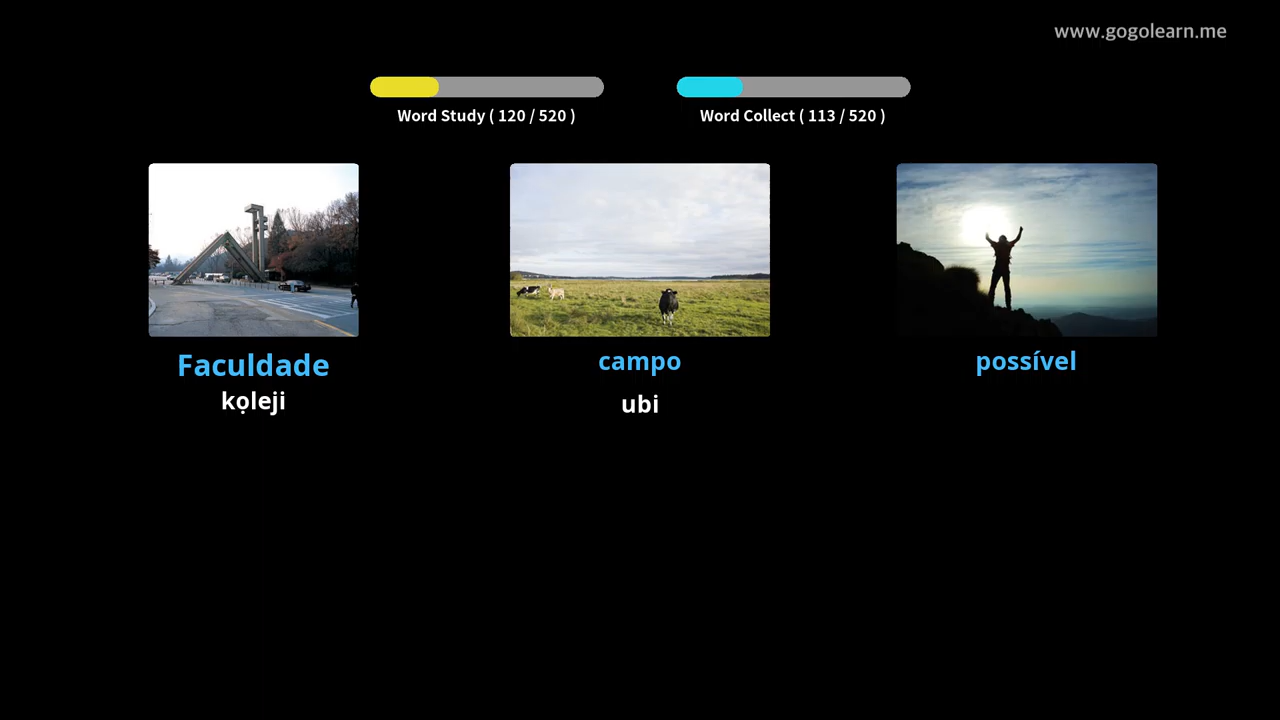 www.gogolearn.me
Word Study ( 120 / 520 )
Word Collect ( 113 / 520 )
Faculdade
kọleji
campo
ubi
possível